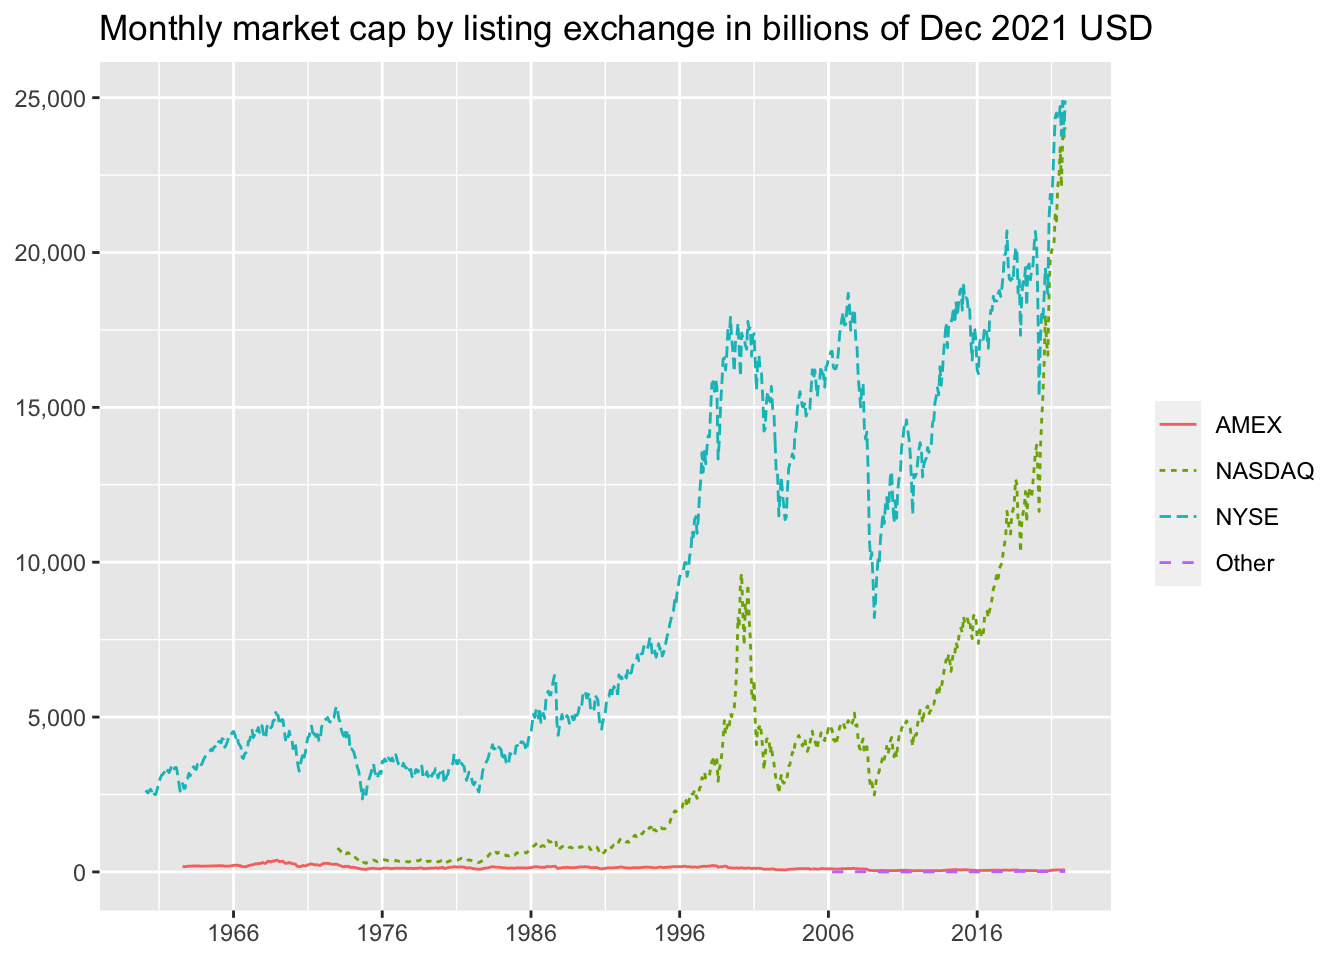 Monthly market cap by listing exchange in billions of Dec 2021 USD
25,000
20,000
15,000
10,000
5,000
0
1966 1976 1986 1996 2006 2016
AMEX
NASDAQ
NYSE
Other